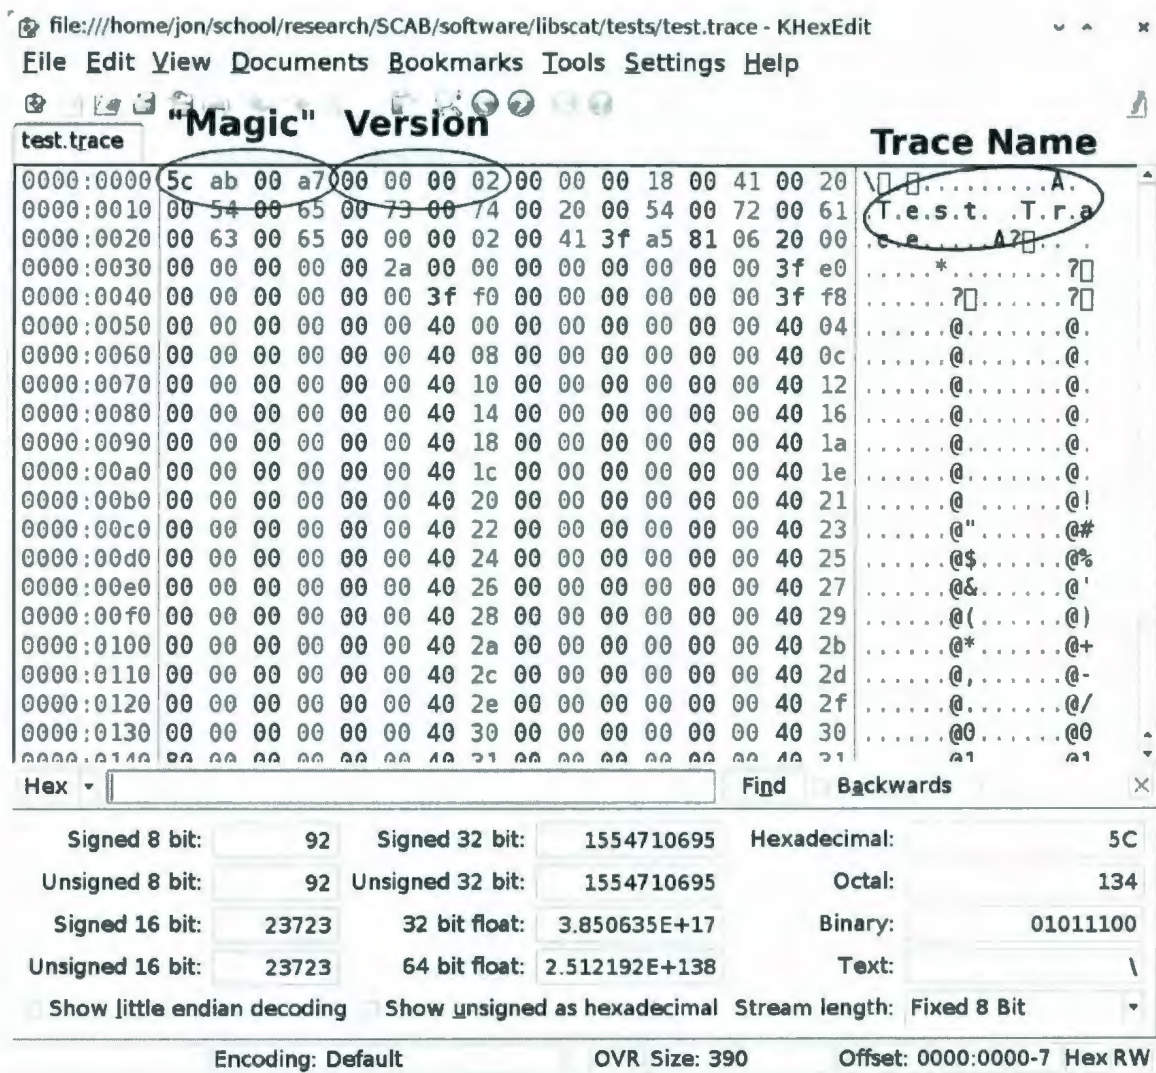 file:///home/jon/school/research/SCAB/software/libscat/tests/test.trace - KHexEdit
File Edit View Documents Bookmarks Tools Settings Help
"Magic" Version
test.trace
Trace Name
0000:0000 5c ab 00 a7 00 00 00 02 00 00 00 18 00 41 00 20 \ . . . . . . . . . A.
0000:0010 00 54 00 65 00 73 00 74 00 20 00 54 00 72 00 61 .T.e.s.t. .T.r.a
0000:0020 00 63 00 65 00 00 00 02 00 41 3f a5 81 06 20 00 .c.e.....A?.. .
0000:0030 00 00 00 00 00 2a 00 00 00 00 00 00 00 00 3f e0 .....*........?
0000:0040 00 00 00 00 00 00 3f f0 00 00 00 00 00 00 3f f8 ......?.......?
0000:0050 00 00 00 00 00 00 40 00 00 00 00 00 00 00 40 04 ......@.......@.
0000:0060 00 00 00 00 00 00 40 08 00 00 00 00 00 00 40 0c ......@.......@.
0000:0070 00 00 00 00 00 00 40 10 00 00 00 00 00 00 40 12 ......@.......@.
0000:0080 00 00 00 00 00 00 40 14 00 00 00 00 00 00 40 16 ......@.......@.
0000:0090 00 00 00 00 00 00 40 18 00 00 00 00 00 00 40 1a ......@.......@.
0000:00a0 00 00 00 00 00 00 40 1c 00 00 00 00 00 00 40 1e ......@.......@.
0000:00b0 00 00 00 00 00 00 40 20 00 00 00 00 00 00 40 21 ......@ ......@!
0000:00c0 00 00 00 00 00 00 40 22 00 00 00 00 00 00 40 23 ......@"......@#
0000:00d0 00 00 00 00 00 00 40 24 00 00 00 00 00 00 40 25 ......@$......@%
0000:00e0 00 00 00 00 00 00 40 26 00 00 00 00 00 00 40 27 ......@&......@'
0000:00f0 00 00 00 00 00 00 40 28 00 00 00 00 00 00 40 29 ......@(......@)
0000:0100 00 00 00 00 00 00 40 2a 00 00 00 00 00 00 40 2b ......@*......@+
0000:0110 00 00 00 00 00 00 40 2c 00 00 00 00 00 00 40 2d ......@,......@-
0000:0120 00 00 00 00 00 00 40 2e 00 00 00 00 00 00 40 2f ......@.......@/
0000:0130 00 00 00 00 00 00 40 30 00 00 00 00 00 00 40 30 ......@0......@0
0000:0140 80 00 00 00 00 00 40 31 00 00 00 00 00 00 40 31 @1 @1
Hex Find Backwards
Signed 8 bit: 92 Signed 32 bit: 1554710695 Hexadecimal: 5C
Unsigned 8 bit: 92 Unsigned 32 bit: 1554710695 Octal: 134
Signed 16 bit: 23723 32 bit float: 3.850635E+17 Binary: 01011100
Unsigned 16 bit: 23723 64 bit float: 2.512192E+138 Text: \
Show little endian decoding Show unsigned as hexadecimal Stream length: Fixed 8 Bit
Encoding: Default OVR Size: 390 Offset: 0000:0000-7 Hex RW